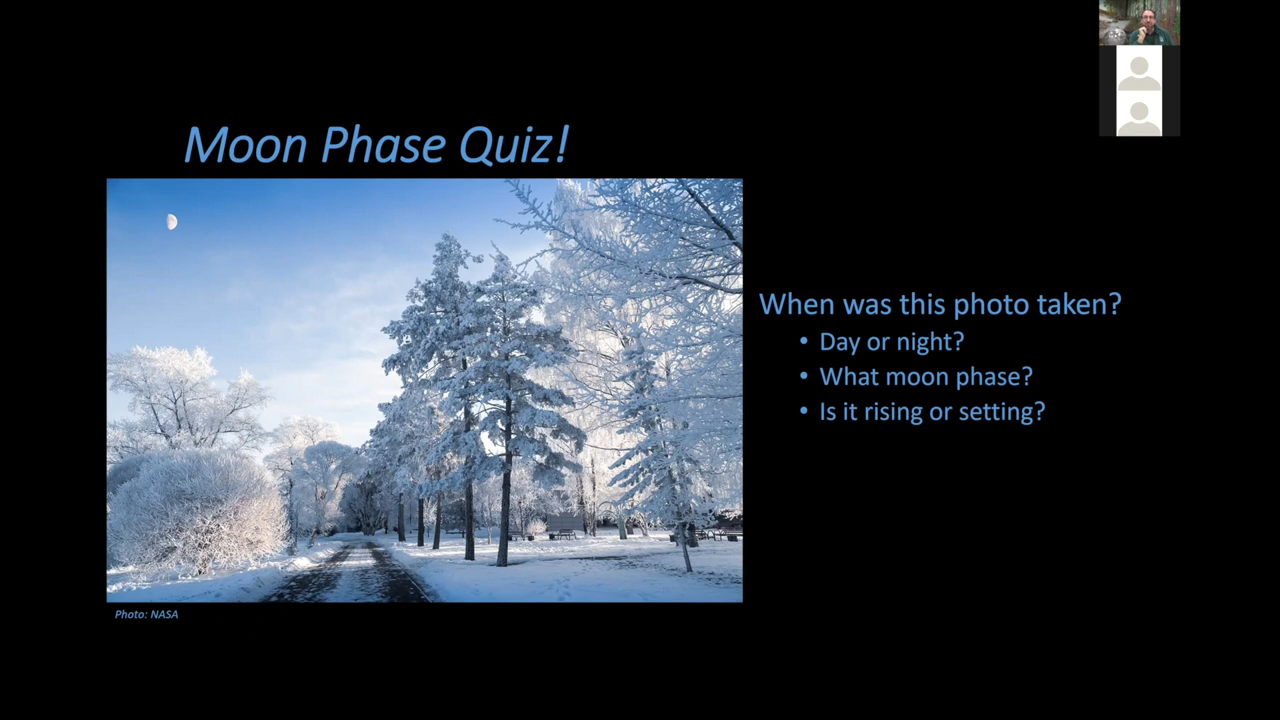 Moon Phase Quiz!
When was this photo taken?
• Day or night?
• What moon phase?
• Is it rising or setting?
Photo: NASA